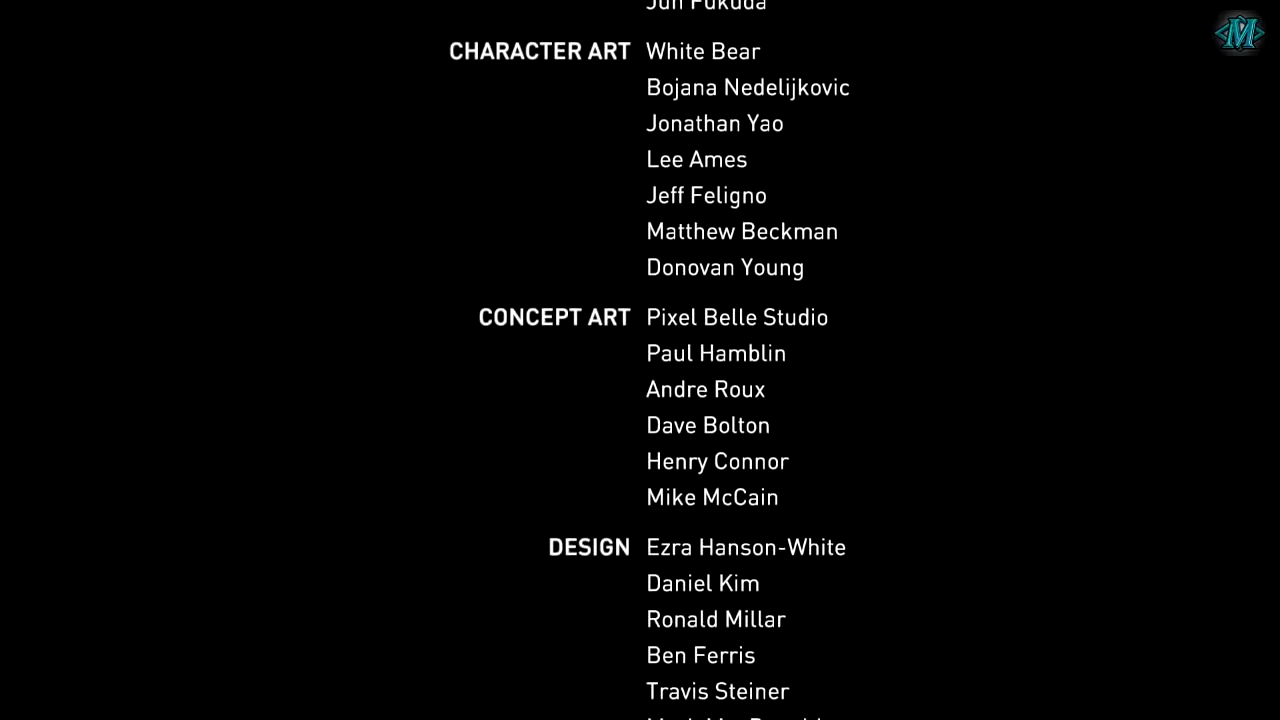 Jun Fukuda
CHARACTER ART White Bear
Bojana Nedelijkovic
Jonathan Yao
Lee Ames
Jeff Feligno
Matthew Beckman
Donovan Young
CONCEPT ART Pixel Belle Studio
Paul Hamblin
Andre Roux
Dave Bolton
Henry Connor
Mike McCain
DESIGN Ezra Hanson-White
Daniel Kim
Ronald Millar
Ben Ferris
Travis Steiner
M